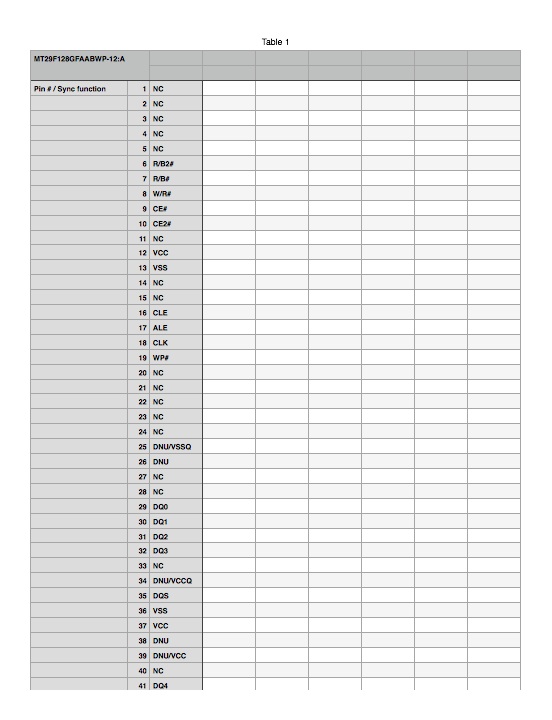 Table 1
MT29F128GFAABWP-12:A
Pin # / Sync function 1 NC
2 NC
3 NC
4 NC
5 NC
6 R/B2#
7 R/B#
8 W/R#
9 CE#
10 CE2#
11 NC
12 VCC
13 VSS
14 NC
15 NC
16 CLE
17 ALE
18 CLK
19 WP#
20 NC
21 NC
22 NC
23 NC
24 NC
25 DNU/VSSQ
26 DNU
27 NC
28 NC
29 DQ0
30 DQ1
31 DQ2
32 DQ3
33 NC
34 DNU/VCCQ
35 DQS
36 VSS
37 VCC
38 DNU
39 DNU/VCC
40 NC
41 DQ4